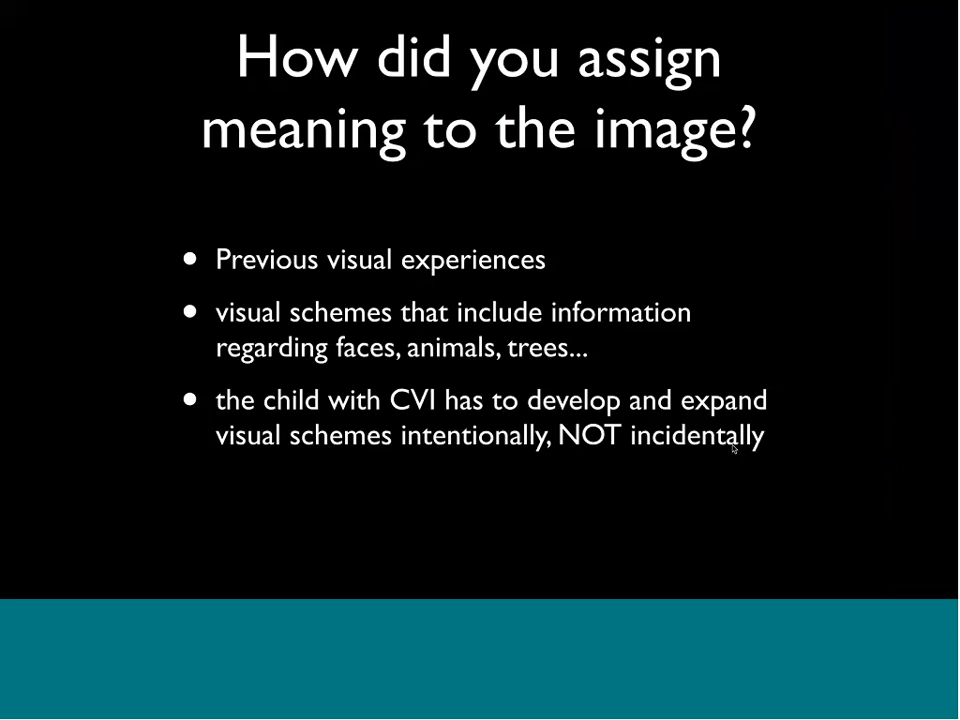 How did you assign
meaning to the image?
• Previous visual experiences
• visual schemes that include information
regarding faces, animals, trees...
• the child with CVI has to develop and expand
visual schemes intentionally, NOT incidentally